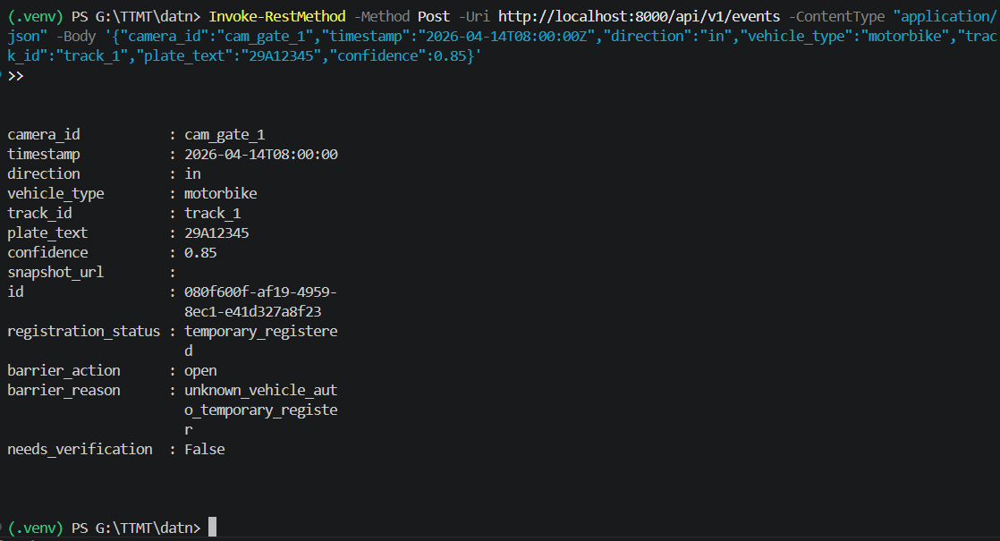 (.venv) PS G:\TTMT\datn> Invoke-RestMethod -Method Post -Uri http://localhost:8000/api/v1/events -ContentType "application/
json" -Body '{"camera_id":"cam_gate_1","timestamp":"2026-04-14T08:00:00Z","direction":"in","vehicle_type":"motorbike","trac
k_id":"track_1","plate_text":"29A12345","confidence":0.85}'
>>
camera_id           : cam_gate_1
timestamp           : 2026-04-14T08:00:00
direction           : in
vehicle_type        : motorbike
track_id            : track_1
plate_text          : 29A12345
confidence          : 0.85
snapshot_url        :
id                  : 080f600f-af19-4959-
                      8ec1-e41d327a8f23
registration_status : temporary_registere
                      d
barrier_action      : open
barrier_reason      : unknown_vehicle_aut
                      o_temporary_registe
                      r
needs_verification  : False
(.venv) PS G:\TTMT\datn>